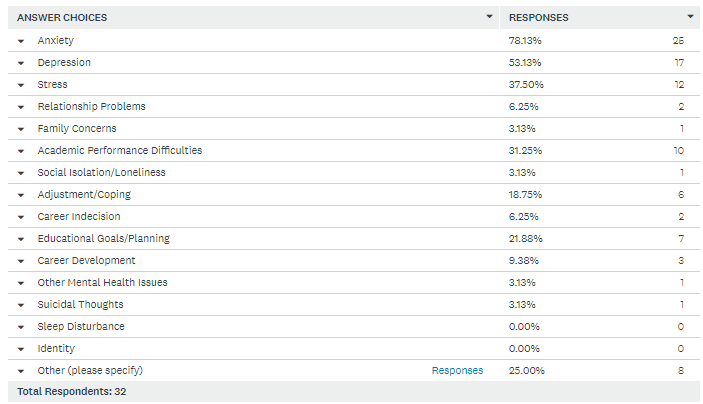 ANSWER CHOICES RESPONSES
Anxiety 78.13% 25
Depression 53.13% 17
Stress 37.50% 12
Relationship Problems 6.25% 2
Family Concerns 3.13% 1
Academic Performance Difficulties 31.25% 10
Social Isolation/Loneliness 3.13% 1
Adjustment/Coping 18.75% 6
Career Indecision 6.25% 2
Educational Goals/Planning 21.88% 7
Career Development 9.38% 3
Other Mental Health Issues 3.13% 1
Suicidal Thoughts 3.13% 1
Sleep Disturbance 0.00% 0
Identity 0.00% 0
Other (please specify) Responses 25.00% 8
Total Respondents: 32